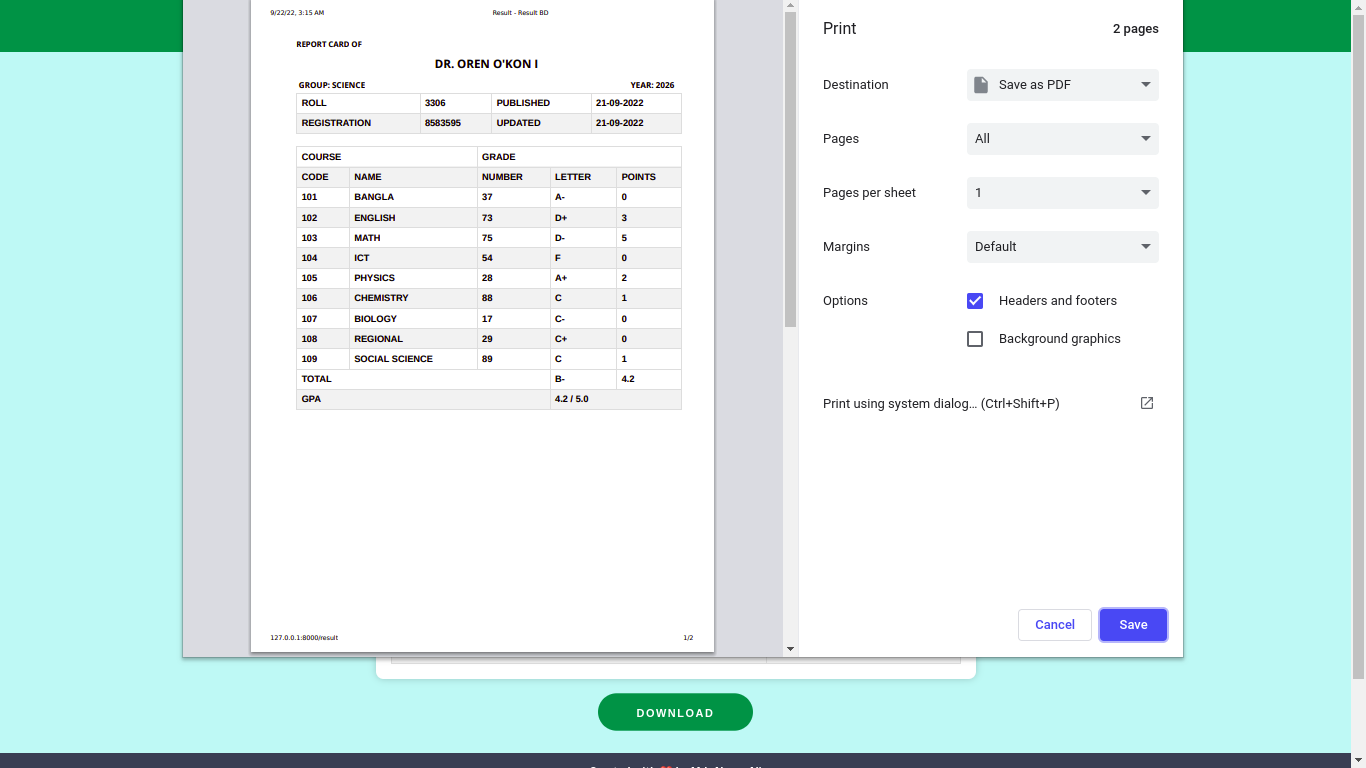 9/22/22, 3:15 AM Result - Result BD
REPORT CARD OF
DR. OREN O'KON I
GROUP: SCIENCE YEAR: 2026
ROLL 3306 PUBLISHED 21-09-2022
REGISTRATION 8583595 UPDATED 21-09-2022
COURSE GRADE
CODE NAME NUMBER LETTER POINTS
101 BANGLA 37 A- 0
102 ENGLISH 73 D+ 3
103 MATH 75 D- 5
104 ICT 54 F 0
105 PHYSICS 28 A+ 2
106 CHEMISTRY 88 C 1
107 BIOLOGY 17 C- 0
108 REGIONAL 29 C+ 0
109 SOCIAL SCIENCE 89 C 1
TOTAL B- 4.2
GPA 4.2 / 5.0
127.0.0.1:8000/result 1/2
Print 2 pages
Destination Save as PDF
Pages All
Pages per sheet 1
Margins Default
Options Headers and footers
Background graphics
Print using system dialog... (Ctrl+Shift+P)
Cancel Save
DOWNLOAD